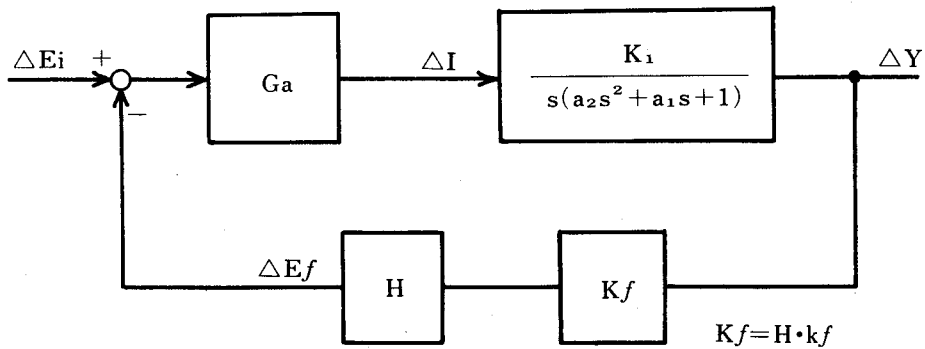 △Ei
+
−
Ga
△I
K₁
s(a₂s²+a₁s+1)
△Y
△Ef
H
Kf
Kf=H•kf